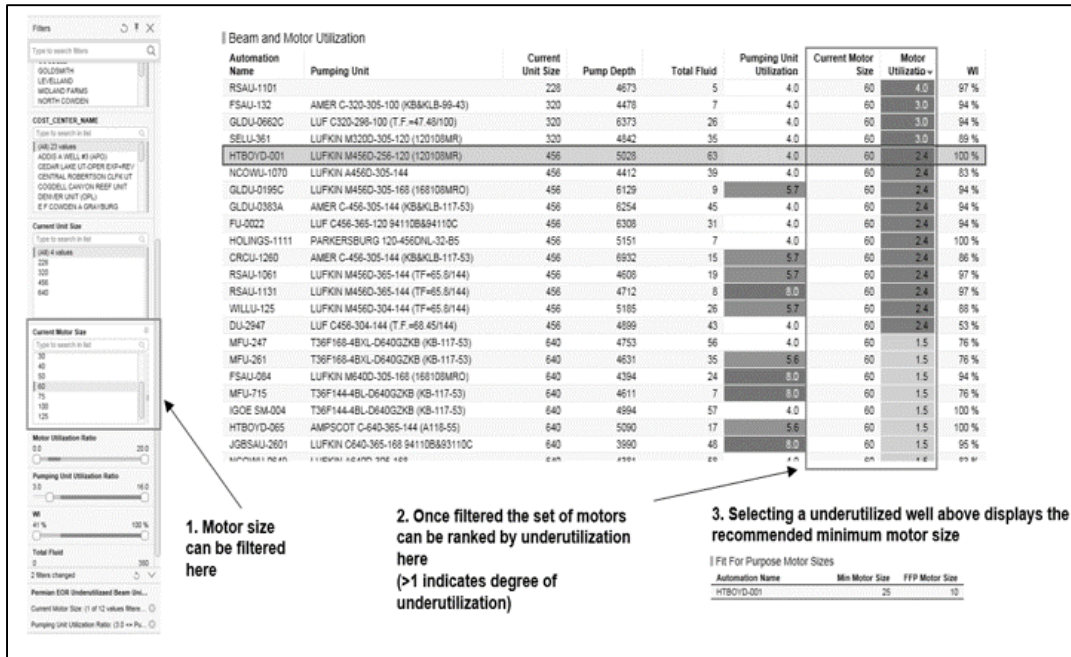 Filters
Type to search filters
GOLDSMITH
LEVELLAND
MIDLAND FARMS
NORTH COWDEN
COST_CENTER_NAME
Type to search in list
(All) 23 values
ADDIS A WELL #3 (APO)
CEDAR LAKE UT-OPER EXP+REV
CENTRAL ROBERTSON CLFK UT
COGDELL CANYON REEF UNIT
DENVER UNIT (OPL)
E F COWDEN A GRAYBURG
Current Unit Size
Type to search in list
(All) 4 values
228
320
456
640
Current Motor Size
Type to search in list
30
40
50
60
75
100
125
Motor Utilization Ratio
0.0 20.0
Pumping Unit Utilization Ratio
3.0 16.0
WI
41 % 100 %
Total Fluid
0 360
2 filters changed
Permian EOR Underutilized Beam Uni...
Current Motor Size: (1 of 12 values filtere...
Pumping Unit Utilization Ratio: (3.0 <= Pu...
Beam and Motor Utilization
Automation Name Pumping Unit Current Unit Size Pump Depth Total Fluid Pumping Unit Utilization Current Motor Size Motor Utilizatio WI
RSAU-1101 228 4673 5 4.0 60 4.0 97 %
FSAU-132 AMER C-320-305-100 (KB&KLB-99-43) 320 4478 7 4.0 60 3.0 94 %
GLDU-0662C LUF C320-298-100 (T.F.=47.48/100) 320 6373 26 4.0 60 3.0 94 %
SELU-361 LUFKIN M320D-305-120 (120108MR) 320 4842 35 4.0 60 3.0 89 %
HTBOYD-001 LUFKIN M456D-256-120 (120108MR) 456 5028 63 4.0 60 2.4 100 %
NCOWU-1070 LUFKIN A456D-305-144 456 4412 39 4.0 60 2.4 83 %
GLDU-0195C LUFKIN M456D-305-168 (168108MRO) 456 6129 9 5.7 60 2.4 94 %
GLDU-0383A AMER C-456-305-144 (KB&KLB-117-53) 456 6254 45 4.0 60 2.4 94 %
FU-0022 LUF C456-365-120 94110B&94110C 456 6308 31 4.0 60 2.4 94 %
HOLINGS-1111 PARKERSBURG 120-456DNL-32-B5 456 5151 7 4.0 60 2.4 100 %
CRCU-1260 AMER C-456-305-144 (KB&KLB-117-53) 456 6932 15 5.7 60 2.4 86 %
RSAU-1061 LUFKIN M456D-365-144 (TF=65.8/144) 456 4608 19 5.7 60 2.4 97 %
RSAU-1131 LUFKIN M456D-365-144 (TF=65.8/144) 456 4712 8 8.0 60 2.4 97 %
WILLU-125 LUFKIN M456D-304-144 (TF=65.8/144) 456 5185 26 5.7 60 2.4 88 %
DU-2947 LUF C456-304-144 (T.F.=68.45/144) 456 4899 43 4.0 60 2.4 53 %
MFU-247 T36F168-4BXL-D640GZKB (KB-117-53) 640 4753 56 4.0 60 1.5 76 %
MFU-261 T36F168-4BXL-D640GZKB (KB-117-53) 640 4631 35 5.6 60 1.5 76 %
FSAU-084 LUFKIN M640D-305-168 (168108MRO) 640 4394 24 8.0 60 1.5 94 %
MFU-715 T36F144-4BL-D640GZKB (KB-117-53) 640 4611 7 8.0 60 1.5 76 %
IGOE SM-004 T36F144-4BL-D640GZKB (KB-117-53) 640 4994 57 4.0 60 1.5 100 %
HTBOYD-065 AMPSCOT C-640-365-144 (A118-55) 640 5090 17 5.6 60 1.5 100 %
JGBSAU-2601 LUFKIN C640-365-168 94110B&93110C 640 3990 48 8.0 60 1.5 95 %
1. Motor size
can be filtered
here
2. Once filtered the set of motors
can be ranked by underutilization
here
(>1 indicates degree of
underutilization)
3. Selecting a underutilized well above displays the
recommended minimum motor size
Fit For Purpose Motor Sizes
Automation Name Min Motor Size FFP Motor Size
HTBOYD-001 25 10